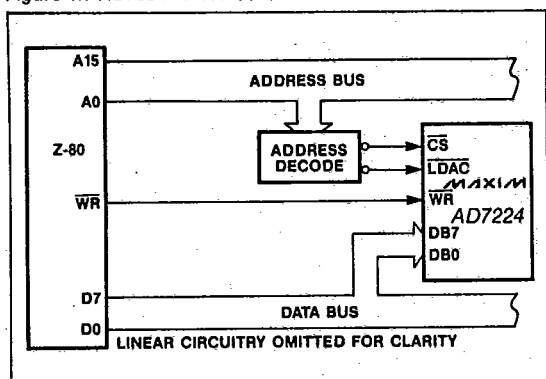 A15
ADDRESS BUS
A0
Z-80
ADDRESS
DECODE
CS
LDAC
MAXIM
WR
WR
AD7224
DB7
DB0
D7
DATA BUS
D0
LINEAR CIRCUITRY OMITTED FOR CLARITY